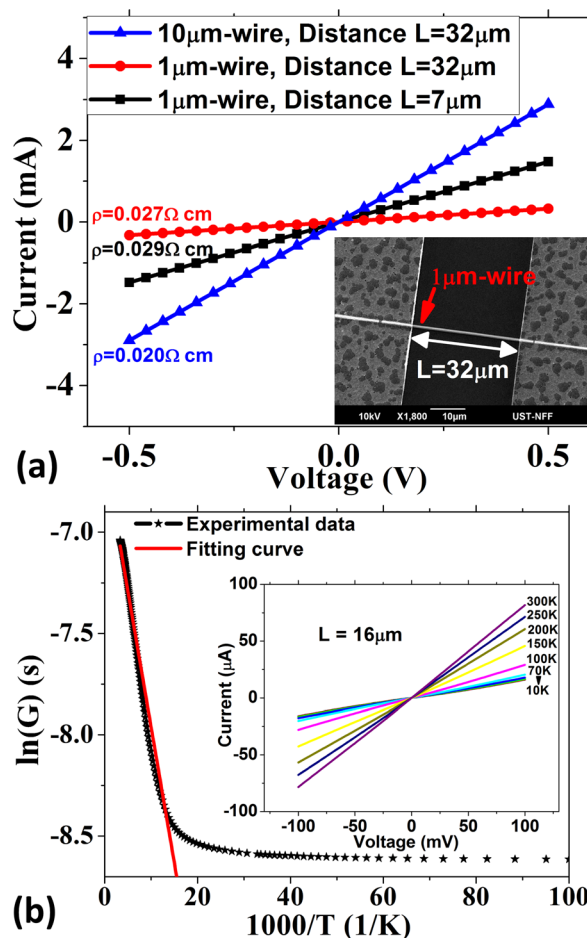 10μm-wire, Distance L=32μm
1μm-wire, Distance L=32μm
1μm-wire, Distance L=7μm
4
2
0
-2
-4
Current (mA)
ρ=0.027Ω cm
ρ=0.029Ω cm
ρ=0.020Ω cm
1μm-wire
L=32μm
10kV X1,800 10μm UST-NFF
-0.5 0.0 0.5
Voltage (V)
(a)
Experimental data
Fitting curve
-7.0
-7.5
-8.0
-8.5
ln(G) (s)
L = 16μm
100
50
0
-50
-100
Currrent (μA)
300K
250K
200K
150K
100K
70K
10K
-100 -50 0 50 100
Voltage (mV)
0 20 40 60 80 100
1000/T (1/K)
(b)